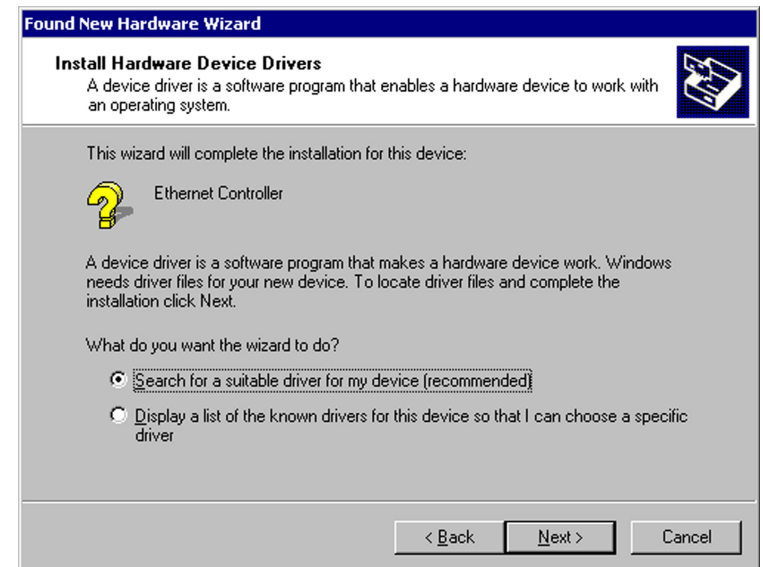 Found New Hardware Wizard
Install Hardware Device Drivers
A device driver is a software program that enables a hardware device to work with
an operating system.
This wizard will complete the installation for this device:
Ethernet Controller
A device driver is a software program that makes a hardware device work. Windows
needs driver files for your new device. To locate driver files and complete the
installation click Next.
What do you want the wizard to do?
Search for a suitable driver for my device (recommended)
Display a list of the known drivers for this device so that I can choose a specific
driver
< Back Next > Cancel